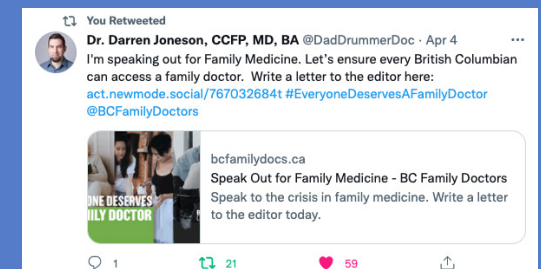 You Retweeted
Dr. Darren Joneson, CCFP, MD, BA @DadDrummerDoc · Apr 4
I'm speaking out for Family Medicine. Let's ensure every British Columbian
can access a family doctor. Write a letter to the editor here:
act.newmode.social/767032684t #EveryoneDeservesAFamilyDoctor
@BCFamilyDoctors
bcfamilydocs.ca
Speak Out for Family Medicine - BC Family Doctors
Speak to the crisis in family medicine. Write a letter
to the editor today.
ONE DESERVES
ILY DOCTOR
1 21 59